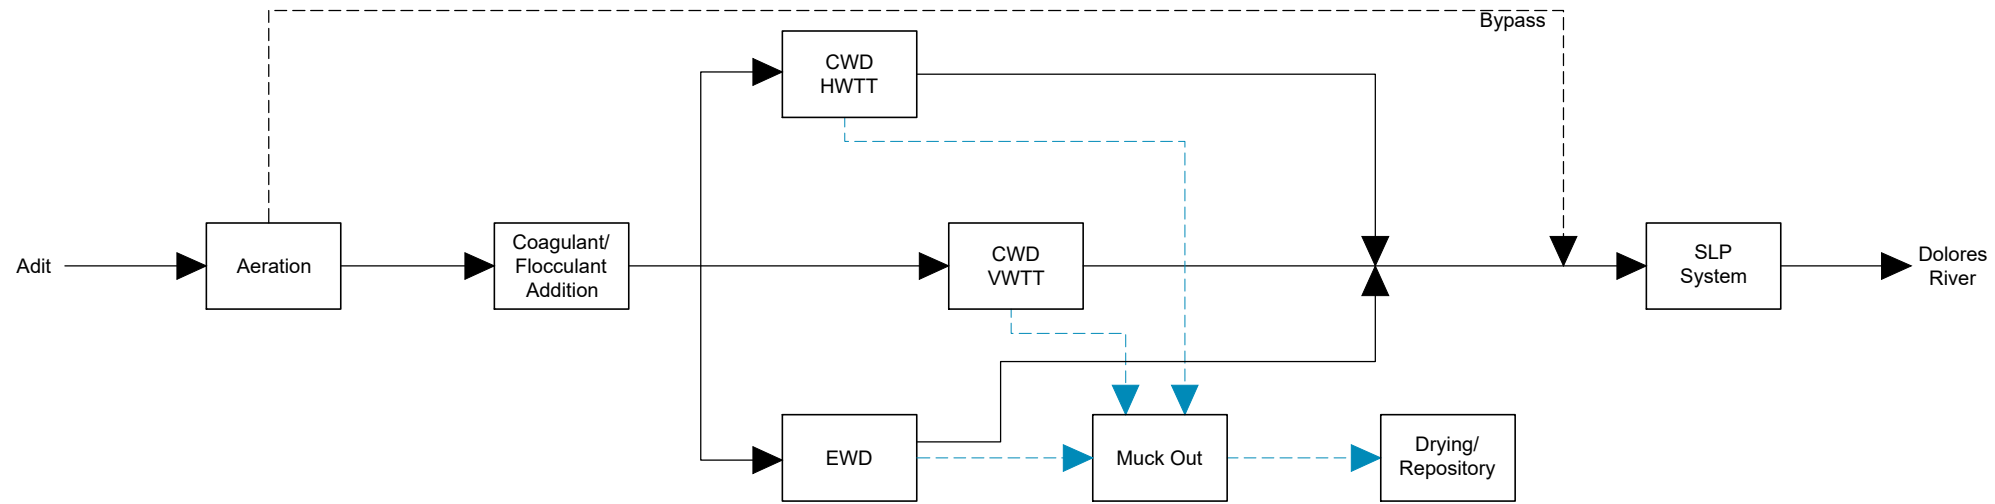 Bypass
CWD
HWTT
Adit
Aeration
Coagulant/
Flocculant
Addition
CWD
VWTT
SLP
System
Dolores
River
EWD
Muck Out
Drying/
Repository